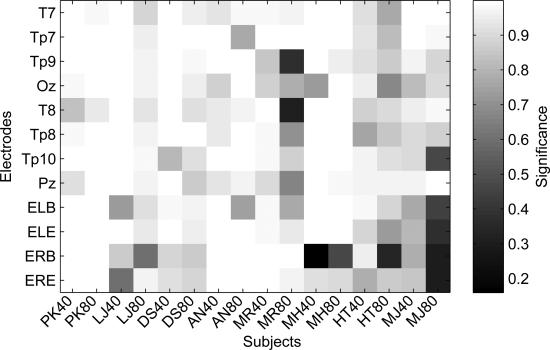 Electrodes
T7
Tp7
Tp9
Oz
T8
Tp8
Tp10
Pz
ELB
ELE
ERB
ERE
PK40
PK80
LJ40
LJ80
DS40
DS80
AN40
AN80
MR40
MR80
MH40
MH80
HT40
HT80
MJ40
MJ80
Subjects
0.9
0.8
0.7
0.6
0.5
0.4
0.3
0.2
Significance